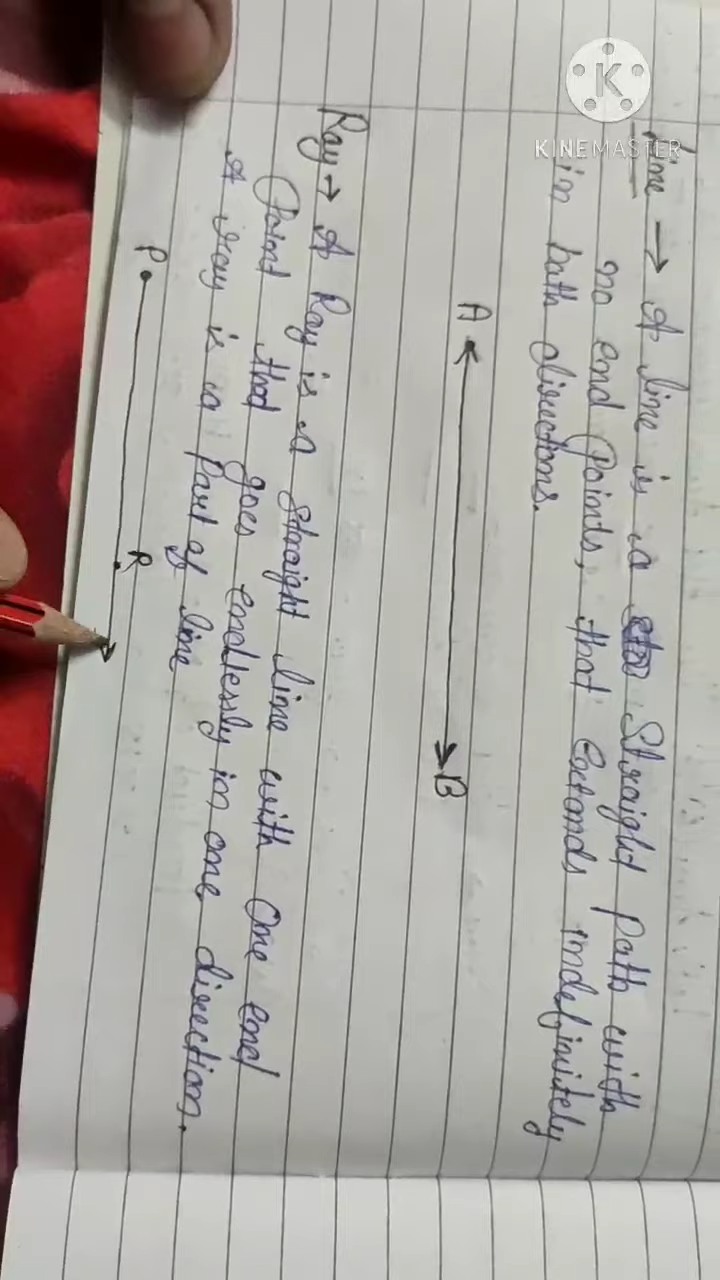 KINEMASTER
Line → A line is a Straight Path with
no end Points, that Extands indefinitely
in both directions.
A B
Ray → A Ray is a straight line with One end
Point that goes endlessly in one direction.
A ray is a Part of line
P R